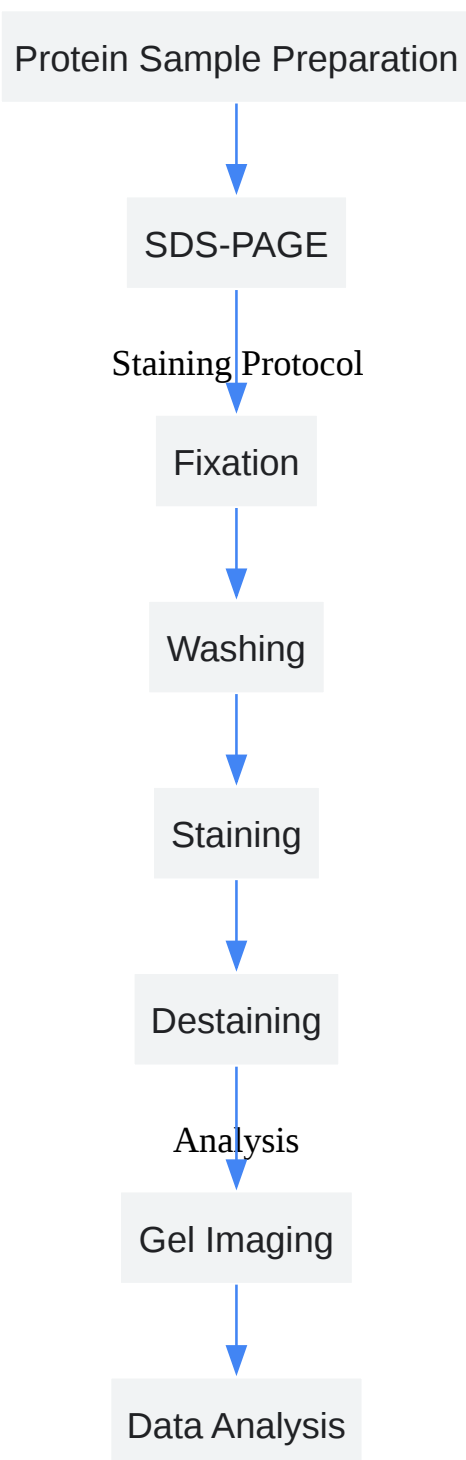 Protein Sample Preparation
SDS-PAGE
Staining Protocol
Fixation
Washing
Staining
Destaining
Analysis
Gel Imaging
Data Analysis